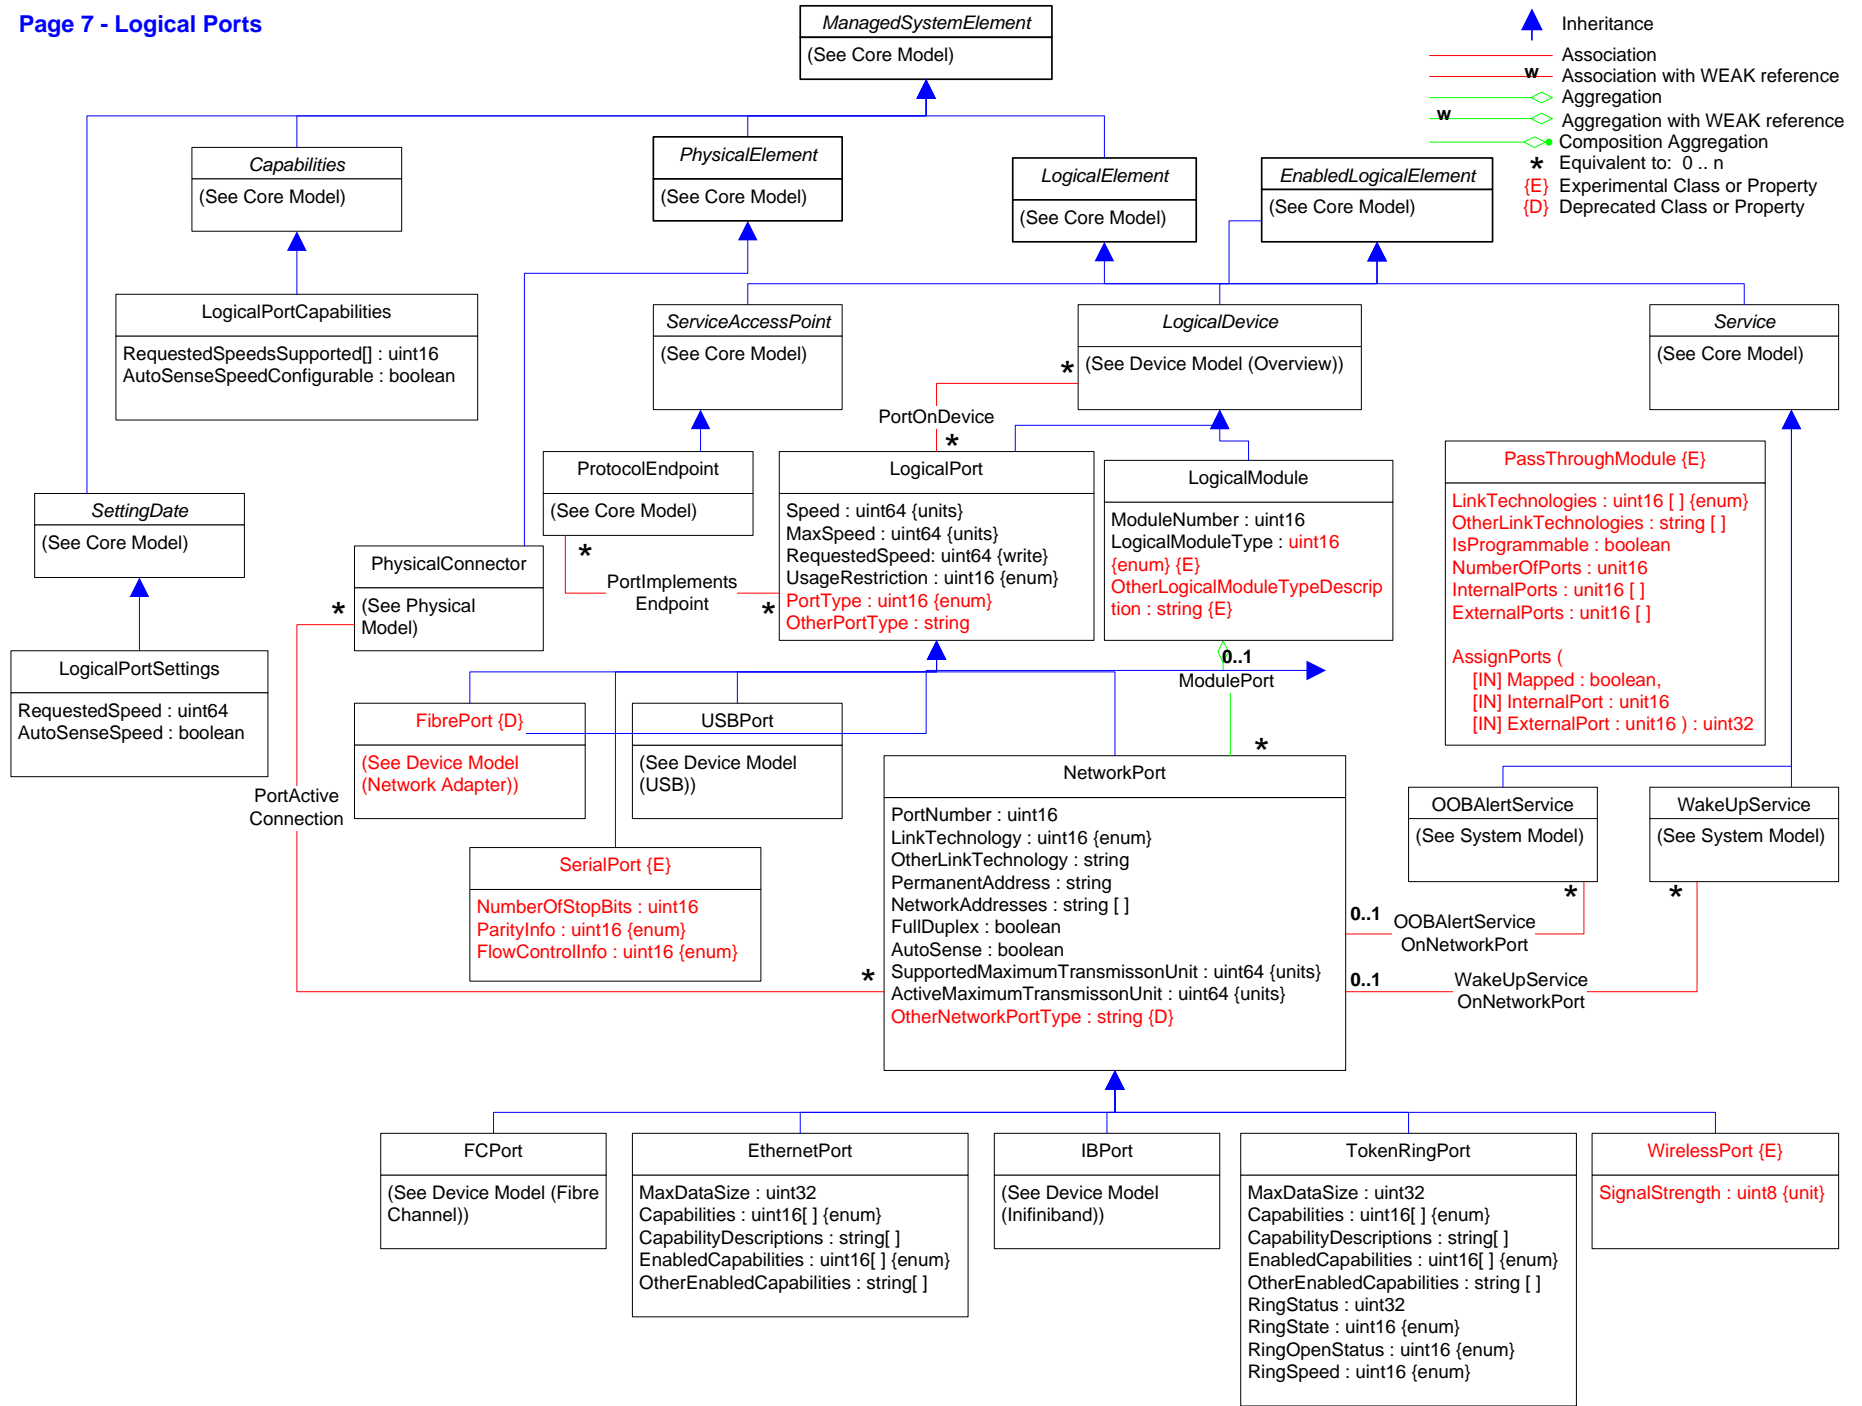 Page 7 - Logical Ports
ManagedSystemElement
(See Core Model)
Inheritance
Association
w
Association with WEAK reference
Aggregation
w
Aggregation with WEAK reference
Composition Aggregation
* Equivalent to: 0 .. n
{E} Experimental Class or Property
{D} Deprecated Class or Property
Capabilities
(See Core Model)
PhysicalElement
(See Core Model)
LogicalElement
(See Core Model)
EnabledLogicalElement
(See Core Model)
LogicalPortCapabilities
RequestedSpeedsSupported[] : uint16
AutoSenseSpeedConfigurable : boolean
ServiceAccessPoint
(See Core Model)
LogicalDevice
(See Device Model (Overview))
*
PortOnDevice
*
Service
(See Core Model)
SettingDate
(See Core Model)
PhysicalConnector
(See Physical
Model)
*
ProtocolEndpoint
(See Core Model)
*
PortImplements
Endpoint
*
LogicalPort
Speed : uint64 {units}
MaxSpeed : uint64 {units}
RequestedSpeed: uint64 {write}
UsageRestriction : uint16 {enum}
PortType : uint16 {enum}
OtherPortType : string
LogicalModule
ModuleNumber : uint16
LogicalModuleType : uint16
{enum} {E}
OtherLogicalModuleTypeDescrip
tion : string {E}
0..1
ModulePort
*
PassThroughModule {E}
LinkTechnologies : uint16 [ ] {enum}
OtherLinkTechnologies : string [ ]
IsProgrammable : boolean
NumberOfPorts : unit16
InternalPorts : unit16 [ ]
ExternalPorts : unit16 [ ]
AssignPorts (
[IN] Mapped : boolean,
[IN] InternalPort : unit16
[IN] ExternalPort : unit16 ) : uint32
LogicalPortSettings
RequestedSpeed : uint64
AutoSenseSpeed : boolean
PortActive
Connection
*
FibrePort {D}
(See Device Model
(Network Adapter))
USBPort
(See Device Model
(USB))
SerialPort {E}
NumberOfStopBits : uint16
ParityInfo : uint16 {enum}
FlowControlInfo : uint16 {enum}
NetworkPort
PortNumber : uint16
LinkTechnology : uint16 {enum}
OtherLinkTechnology : string
PermanentAddress : string
NetworkAddresses : string [ ]
FullDuplex : boolean
AutoSense : boolean
SupportedMaximumTransmissonUnit : uint64 {units}
ActiveMaximumTransmissonUnit : uint64 {units}
OtherNetworkPortType : string {D}
OOBAlertService
(See System Model)
*
WakeUpService
(See System Model)
*
0..1
OOBAlertService
OnNetworkPort
0..1
WakeUpService
OnNetworkPort
FCPort
(See Device Model (Fibre
Channel))
EthernetPort
MaxDataSize : uint32
Capabilities : uint16[ ] {enum}
CapabilityDescriptions : string[ ]
EnabledCapabilities : uint16[ ] {enum}
OtherEnabledCapabilities : string[ ]
IBPort
(See Device Model
(Inifiniband))
TokenRingPort
MaxDataSize : uint32
Capabilities : uint16[ ] {enum}
CapabilityDescriptions : string[ ]
EnabledCapabilities : uint16[ ] {enum}
OtherEnabledCapabilities : string [ ]
RingStatus : uint32
RingState : uint16 {enum}
RingOpenStatus : uint16 {enum}
RingSpeed : uint16 {enum}
WirelessPort {E}
SignalStrength : uint8 {unit}